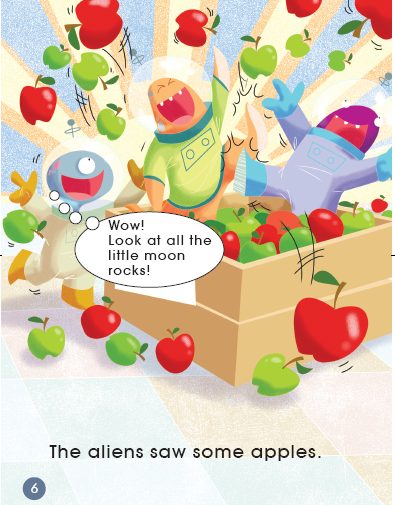 Wow!
Look at all the
little moon
rocks!
The aliens saw some apples.
6